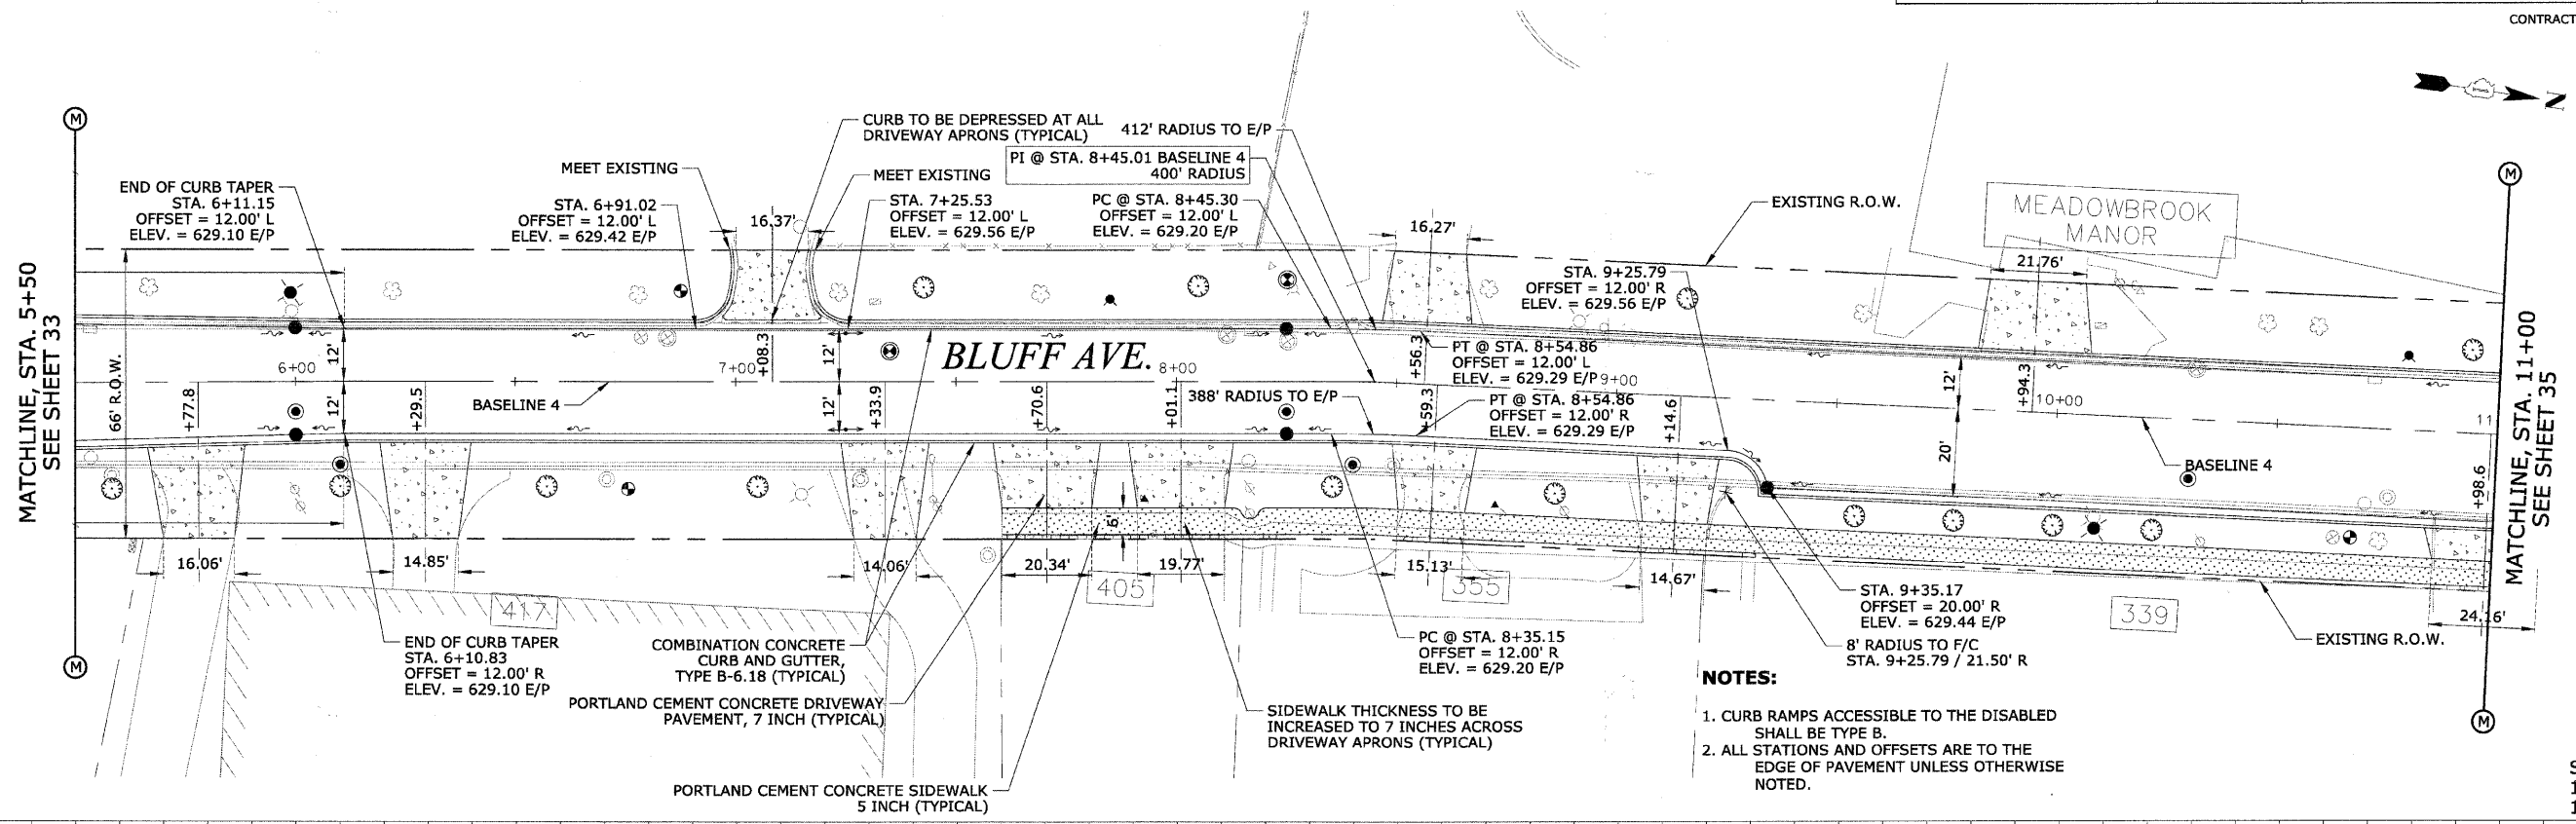 CONTRACT
N
M
M
M
M
MATCHLINE, STA. 5+50
SEE SHEET 33
END OF CURB TAPER
STA. 6+11.15
OFFSET = 12.00' L
ELEV. = 629.10 E/P
MEET EXISTING
STA. 6+91.02
OFFSET = 12.00' L
ELEV. = 629.42 E/P
16.37'
CURB TO BE DEPRESSED AT ALL
DRIVEWAY APRONS (TYPICAL)
MEET EXISTING
STA. 7+25.53
OFFSET = 12.00' L
ELEV. = 629.56 E/P
412' RADIUS TO E/P
PI @ STA. 8+45.01 BASELINE 4
400' RADIUS
PC @ STA. 8+45.30
OFFSET = 12.00' L
ELEV. = 629.20 E/P
16.27'
STA. 9+25.79
OFFSET = 12.00' R
ELEV. = 629.56 E/P
EXISTING R.O.W.
MEADOWBROOK
MANOR
21.76'
66' R.O.W.
6+00
12'
12'
+77.8
+29.5
BASELINE 4
7+00
+08.3
12'
12'
+33.9
BLUFF AVE.
8+00
+70.6
+01.1
388' RADIUS TO E/P
+56.3
+59.3
PT @ STA. 8+54.86
OFFSET = 12.00' L
ELEV. = 629.29 E/P
9+00
PT @ STA. 8+54.86
OFFSET = 12.00' R
ELEV. = 629.29 E/P
+14.6
12'
20'
+94.3
10+00
BASELINE 4
11
+98.6
MATCHLINE, STA. 11+00
SEE SHEET 35
16.06'
14.85'
14.06'
20.34'
6'
19.77'
15.13'
14.67'
24.16'
417
405
355
339
END OF CURB TAPER
STA. 6+10.83
OFFSET = 12.00' R
ELEV. = 629.10 E/P
COMBINATION CONCRETE
CURB AND GUTTER,
TYPE B-6.18 (TYPICAL)
PORTLAND CEMENT CONCRETE DRIVEWAY
PAVEMENT, 7 INCH (TYPICAL)
PORTLAND CEMENT CONCRETE SIDEWALK
5 INCH (TYPICAL)
SIDEWALK THICKNESS TO BE
INCREASED TO 7 INCHES ACROSS
DRIVEWAY APRONS (TYPICAL)
PC @ STA. 8+35.15
OFFSET = 12.00' R
ELEV. = 629.20 E/P
STA. 9+35.17
OFFSET = 20.00' R
ELEV. = 629.44 E/P
8' RADIUS TO F/C
STA. 9+25.79 / 21.50' R
EXISTING R.O.W.
NOTES:
1. CURB RAMPS ACCESSIBLE TO THE DISABLED
SHALL BE TYPE B.
2. ALL STATIONS AND OFFSETS ARE TO THE
EDGE OF PAVEMENT UNLESS OTHERWISE
NOTED.